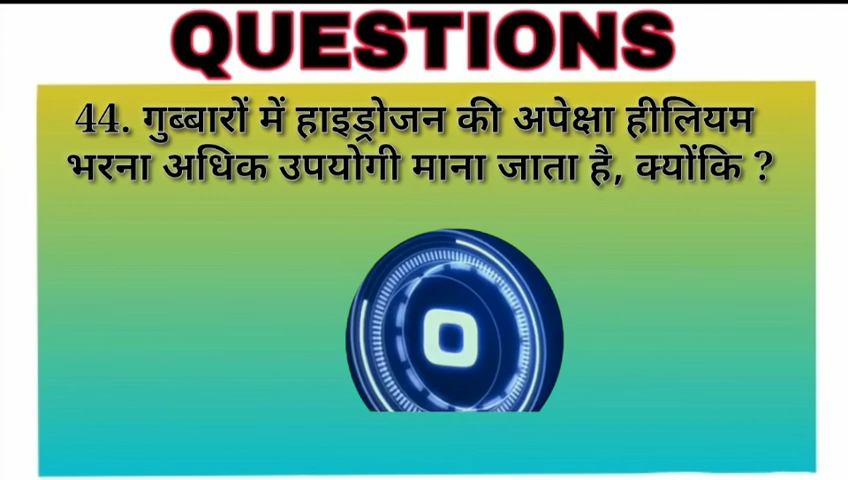 QUESTIONS
44. गुब्बारों में हाइड्रोजन की अपेक्षा हीलियम
भरना अधिक उपयोगी माना जाता है, क्योंकि ?
0